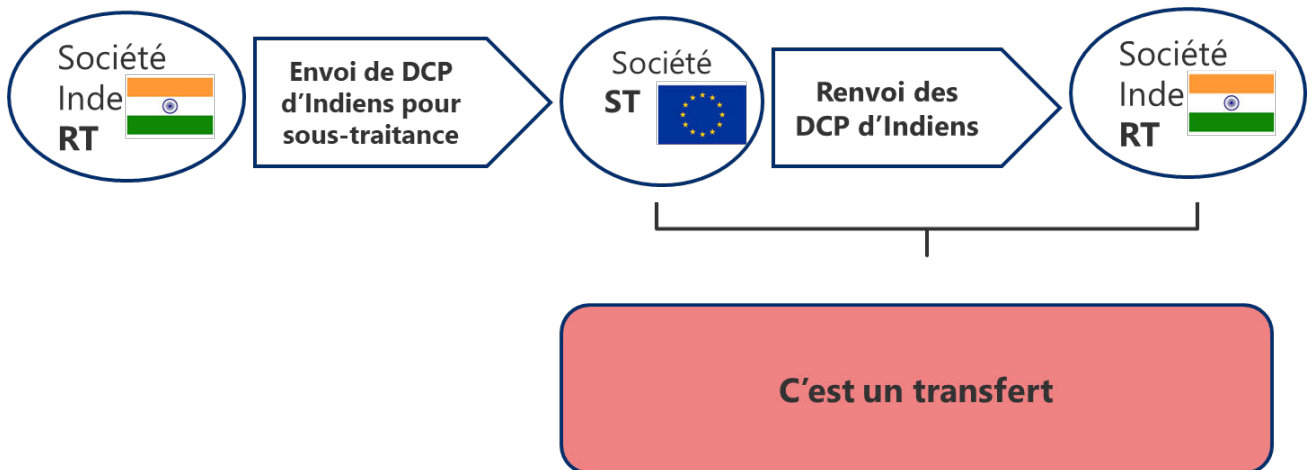 Société
Inde
RT
Envoi de DCP
d’Indiens pour
sous-traitance
Société
ST
Renvoi des
DCP d’Indiens
Société
Inde
RT
C’est un transfert